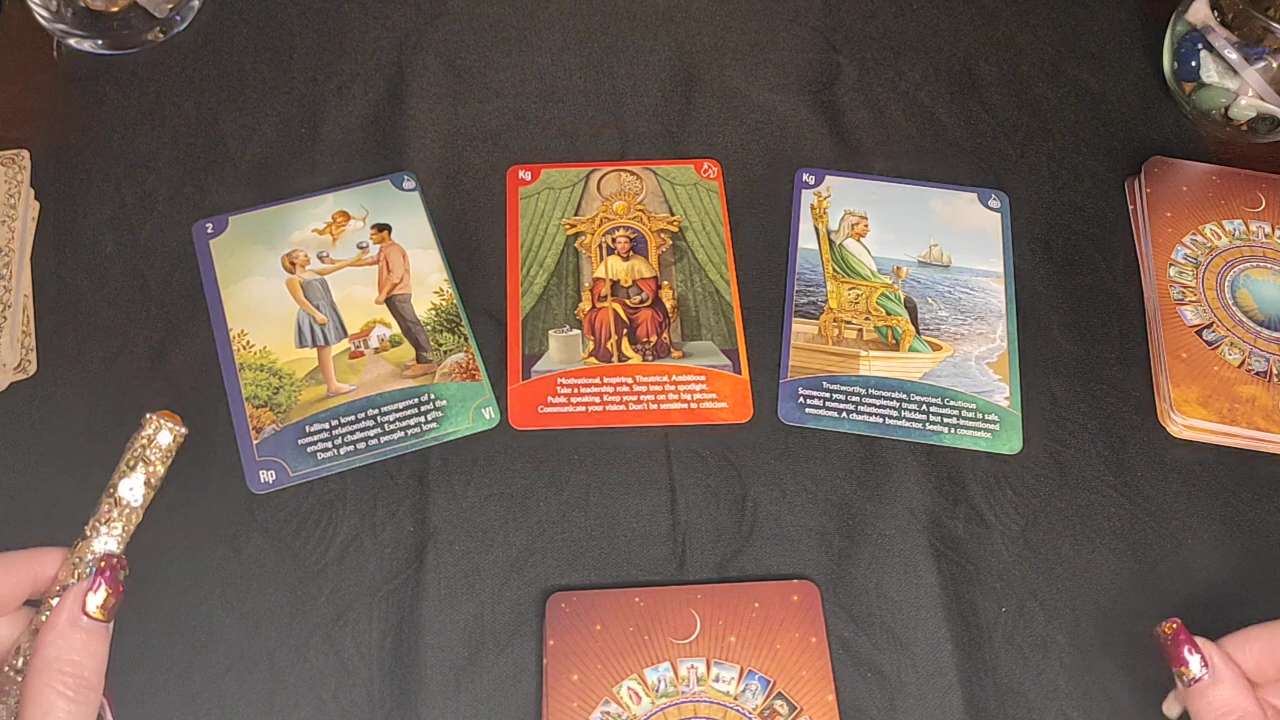 2
Falling in love or the resurgence of a
romantic relationship. Forgiveness and the
ending of challenges. Exchanging gifts.
Don't give up on people you love.
VI
Rp
Kg
Motivational, Inspiring, Theatrical, Ambitious
Take a leadership role. Step into the spotlight.
Public speaking. Keep your eyes on the big picture.
Communicate your vision. Don't be sensitive to criticism.
Kg
Trustworthy, Honorable, Devoted, Cautious
Someone you can completely trust. A situation that is safe.
A solid romantic relationship. Hidden but well-intentioned
emotions. A charitable benefactor. Seeing a counselor.